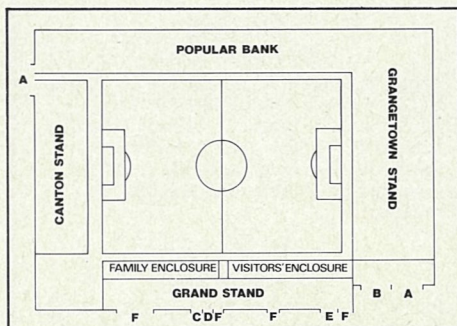 POPULAR BANK
A
CANTON STAND
GRANGETOWN STAND
FAMILY ENCLOSURE VISITORS' ENCLOSURE
GRAND STAND
B A
F C D F F E F